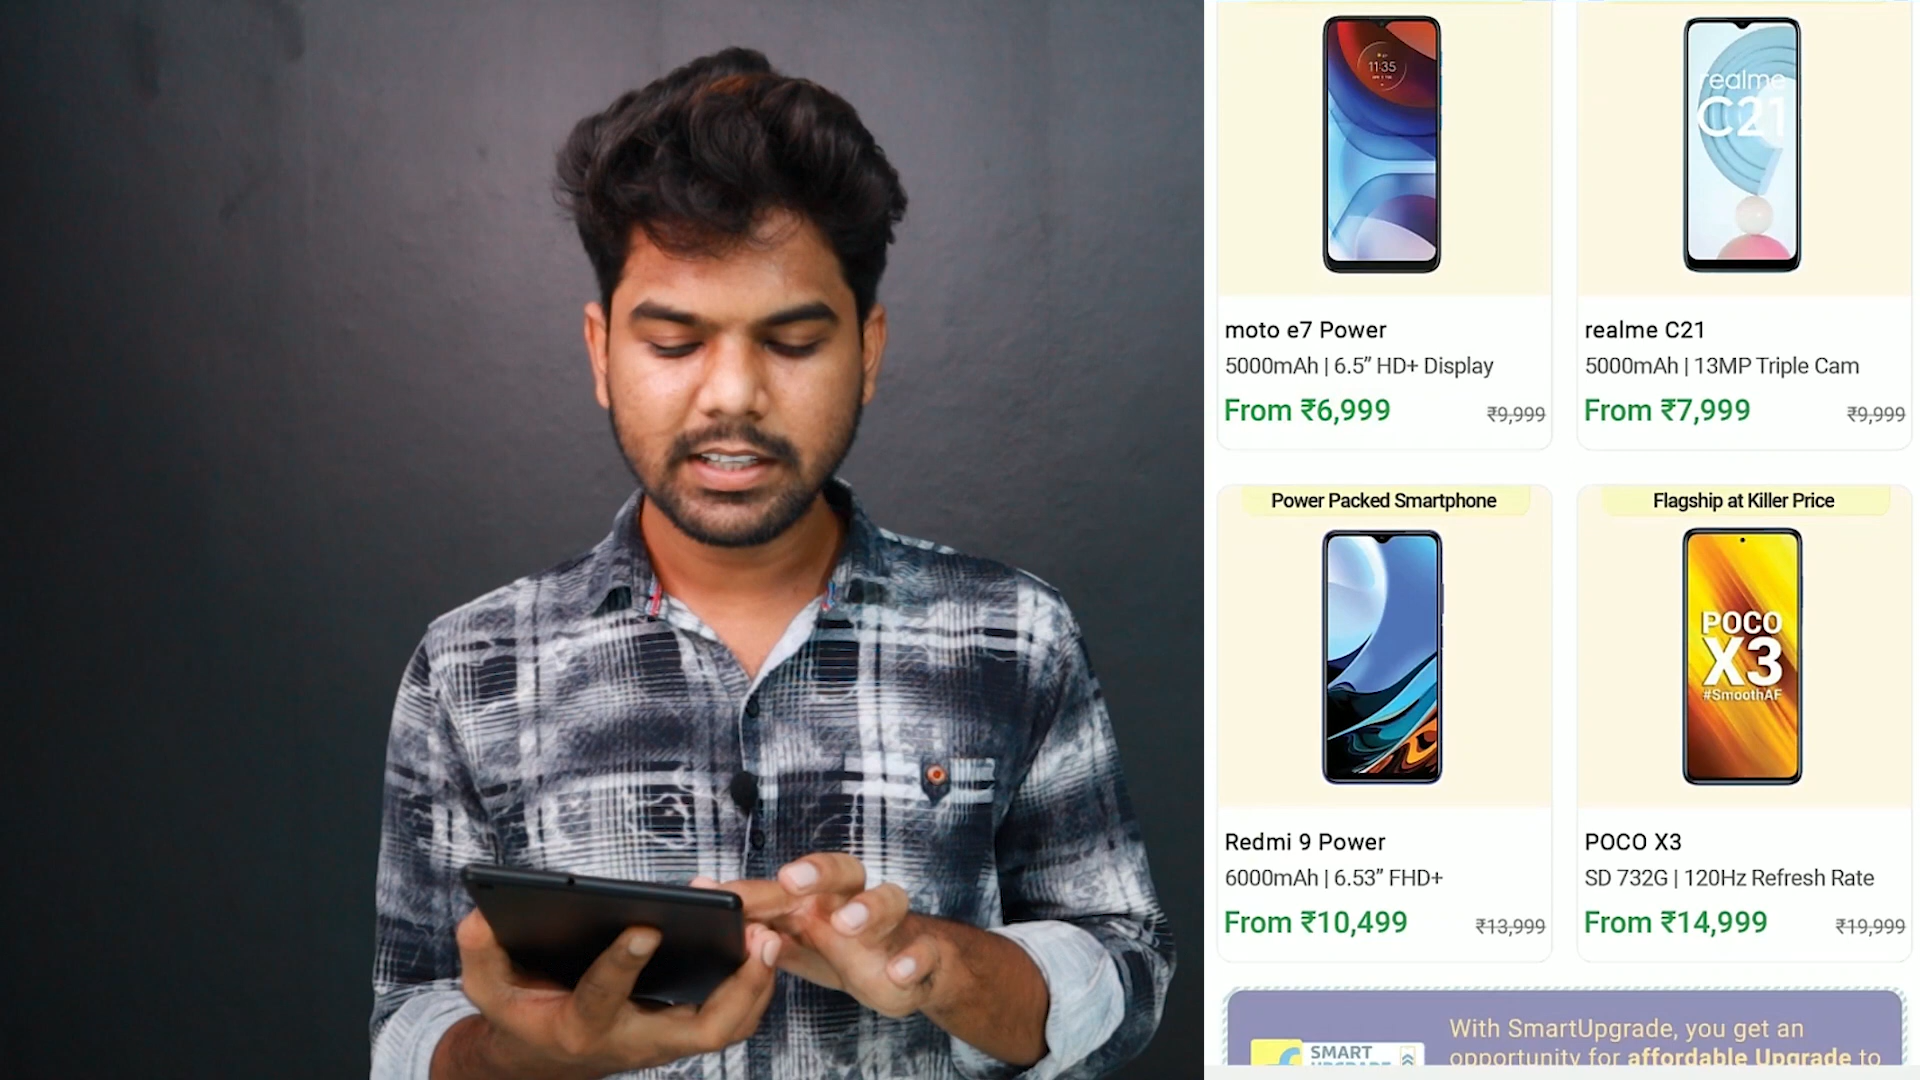 11:35
realme
C21
moto e7 Power
5000mAh | 6.5” HD+ Display
From ₹6,999 ₹9,999
realme C21
5000mAh | 13MP Triple Cam
From ₹7,999 ₹9,999
Power Packed Smartphone
Redmi 9 Power
6000mAh | 6.53” FHD+
From ₹10,499 ₹13,999
Flagship at Killer Price
POCO
X3
#SmoothAF
POCO X3
SD 732G | 120Hz Refresh Rate
From ₹14,999 ₹19,999
SMART
UPGRADE
With SmartUpgrade, you get an
opportunity for affordable Upgrade to